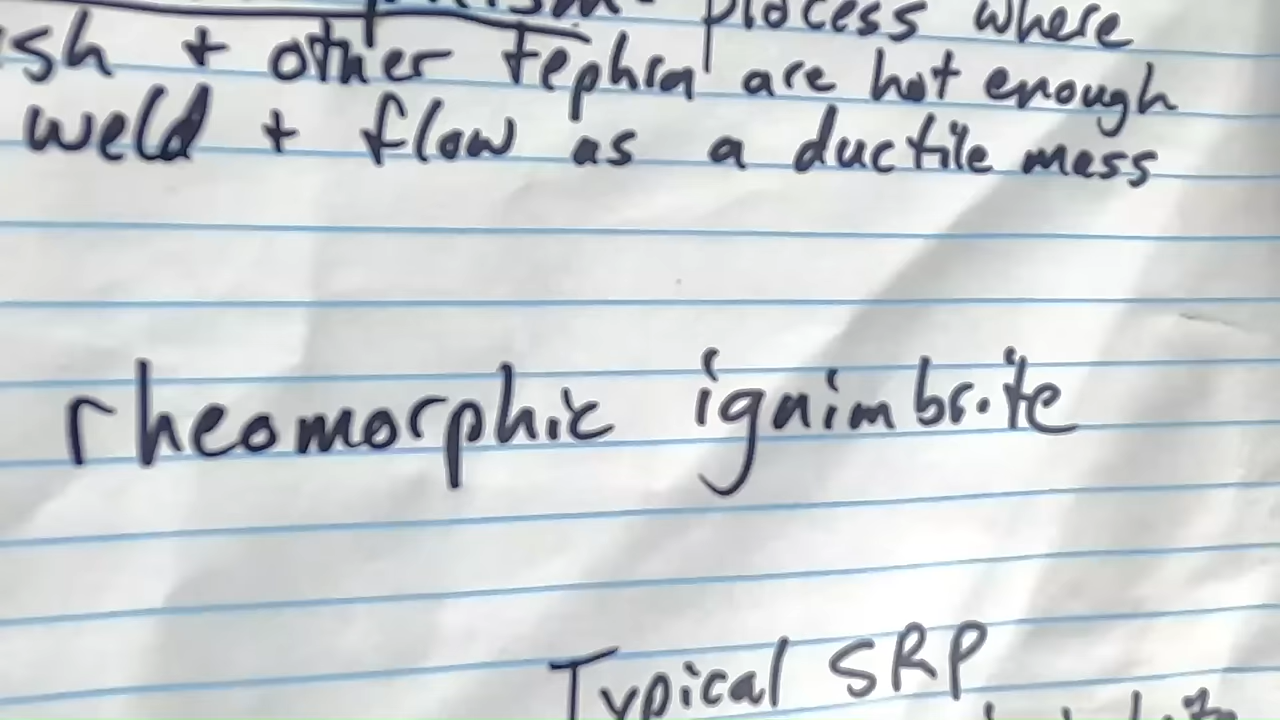 process where
sh + other tephra are hot enough
weld + flow as a ductile mass
rheomorphic ignimbrite
Typical SRP